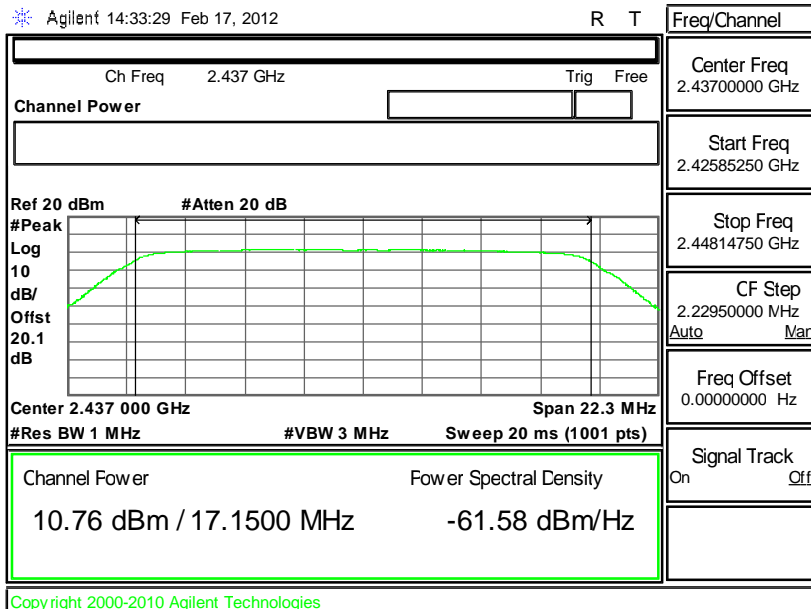 Agilent 14:33:29 Feb 17, 2012 R T
Ch Freq 2.437 GHz Trig Free
Channel Power
Ref 20 dBm #Atten 20 dB
#Peak
Log
10
dB/
Offst
20.1
dB
Center 2.437 000 GHz Span 22.3 MHz
#Res BW 1 MHz #VBW 3 MHz Sweep 20 ms (1001 pts)
Channel Power Power Spectral Density
10.76 dBm / 17.1500 MHz -61.58 dBm/Hz
Copyright 2000-2010 Agilent Technologies
Freq/Channel
Center Freq
2.43700000 GHz
Start Freq
2.42585250 GHz
Stop Freq
2.44814750 GHz
CF Step
2.22950000 MHz
Auto Man
Freq Offset
0.00000000 Hz
Signal Track
On Off